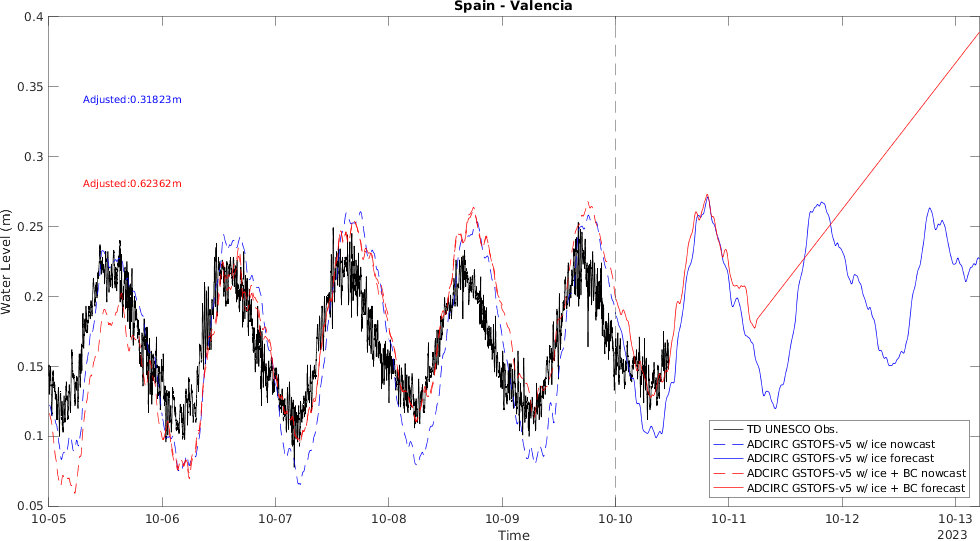 Spain - Valencia
0.4
0.35
0.3
0.25
0.2
0.15
0.1
0.05
Water Level (m)
Adjusted:0.31823m
Adjusted:0.62362m
TD UNESCO Obs.
ADCIRC GSTOFS-v5 w/ ice nowcast
ADCIRC GSTOFS-v5 w/ ice forecast
ADCIRC GSTOFS-v5 w/ ice + BC nowcast
ADCIRC GSTOFS-v5 w/ ice + BC forecast
10-05 10-06 10-07 10-08 10-09 10-10 10-11 10-12 10-13
Time
2023